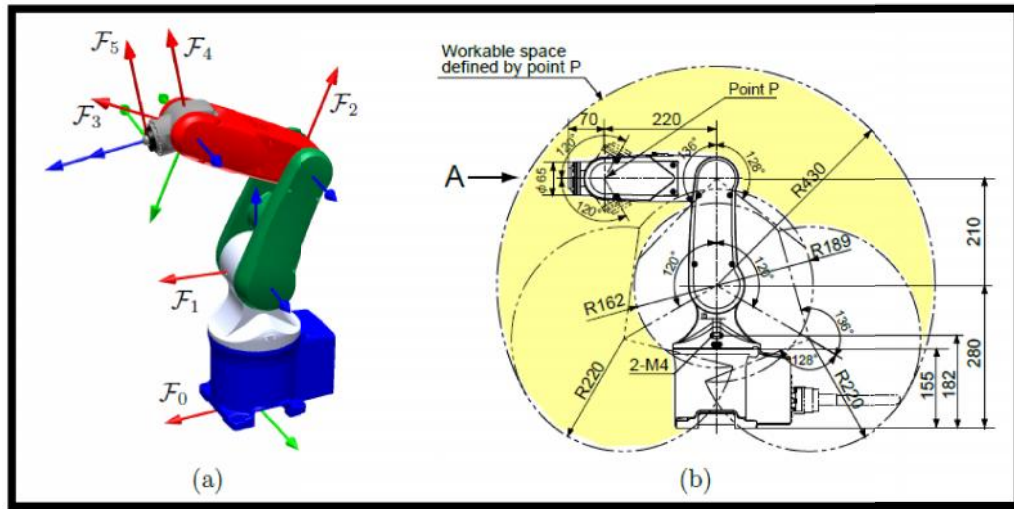 F₅
F₄
F₃
F₂
F₁
F₀
(a)
Workable space
defined by point P
Point P
70
220
120°
136°
128°
A
φ65
120°
R430
210
R189
120°
126°
R162
136°
128°
2-M4
R220
R220
155
182
280
(b)